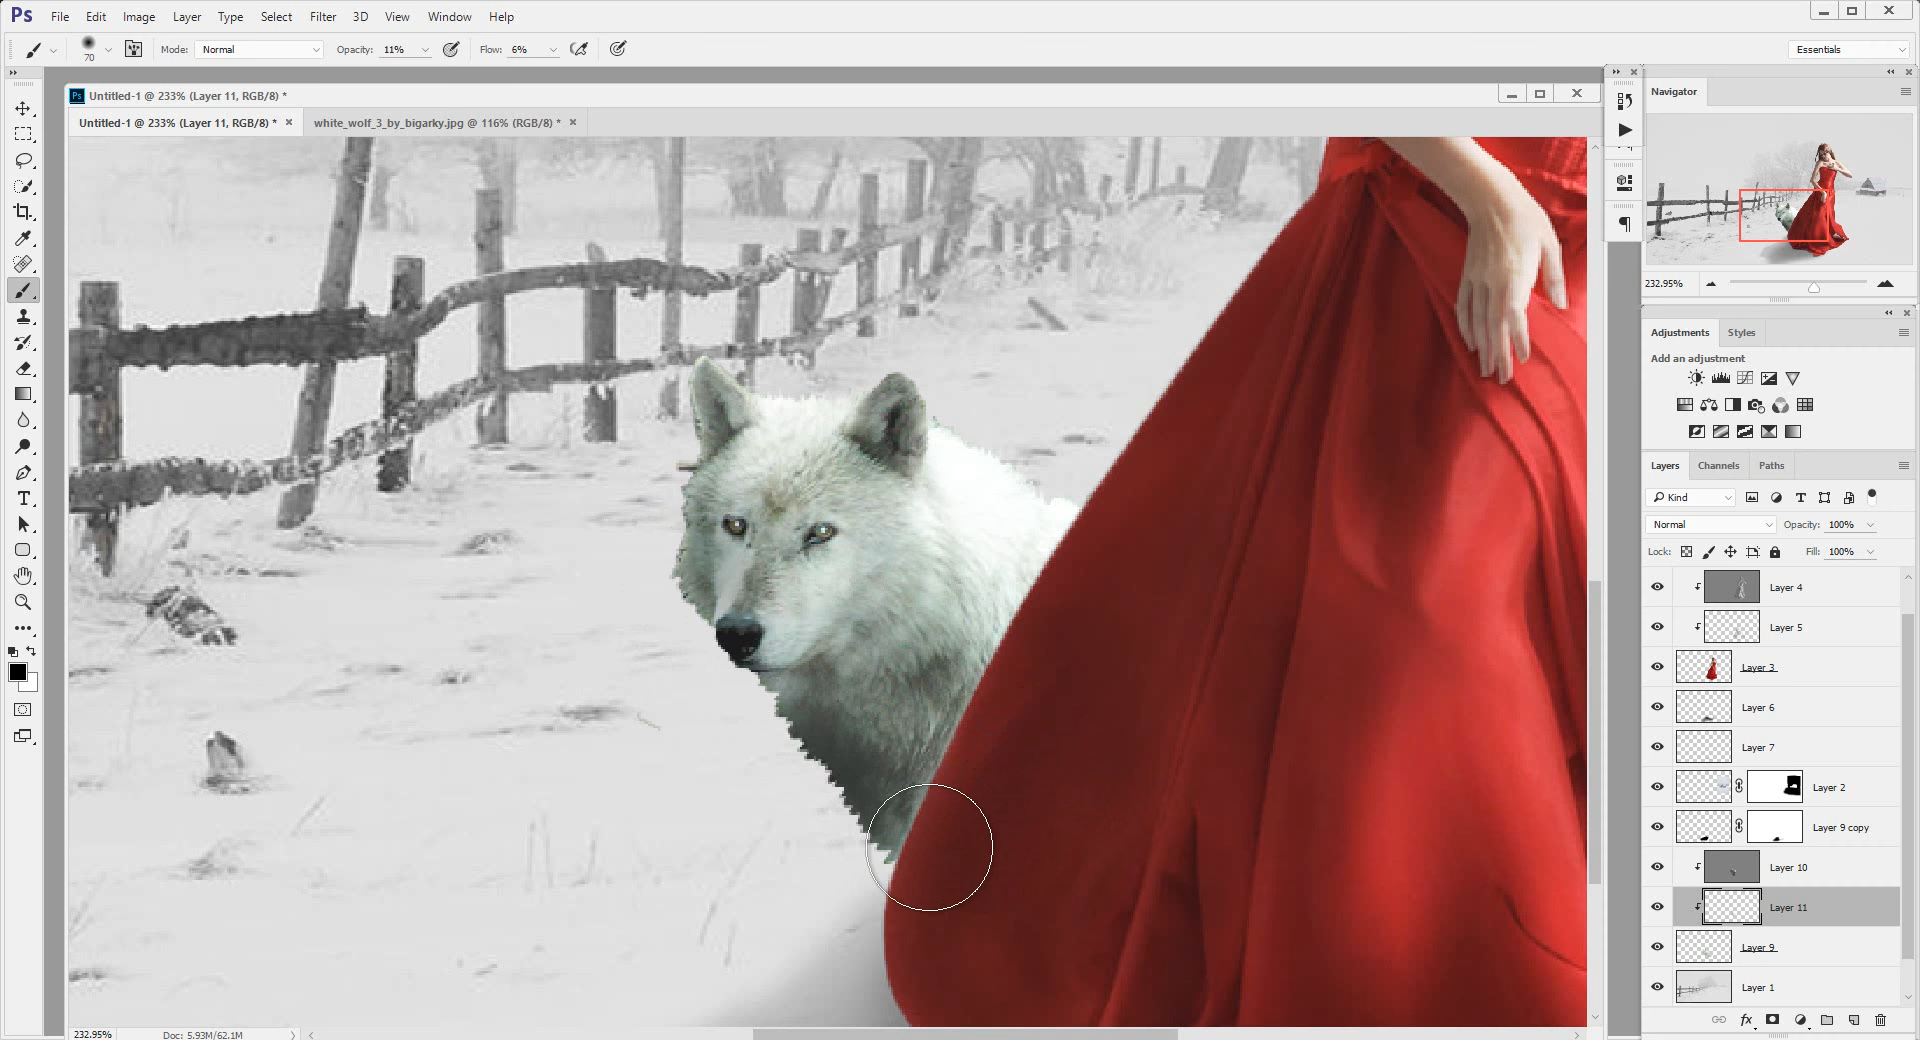 Ps File Edit Image Layer Type Select Filter 3D View Window Help
70 Mode: Normal Opacity: 11% Flow: 6% Essentials
Ps Untitled-1 @ 233% (Layer 11, RGB/8) *
Untitled-1 @ 233% (Layer 11, RGB/8) * white_wolf_3_by_bigarky.jpg @ 116% (RGB/8) *
Navigator
232.95%
Adjustments Styles
Add an adjustment
Layers Channels Paths
Kind
Normal Opacity: 100%
Lock: Fill: 100%
Layer 4
Layer 5
Layer 3
Layer 6
Layer 7
Layer 2
Layer 9 copy
Layer 10
Layer 11
Layer 9
Layer 1
fx
232.95% Doc: 5.93M/62.1M